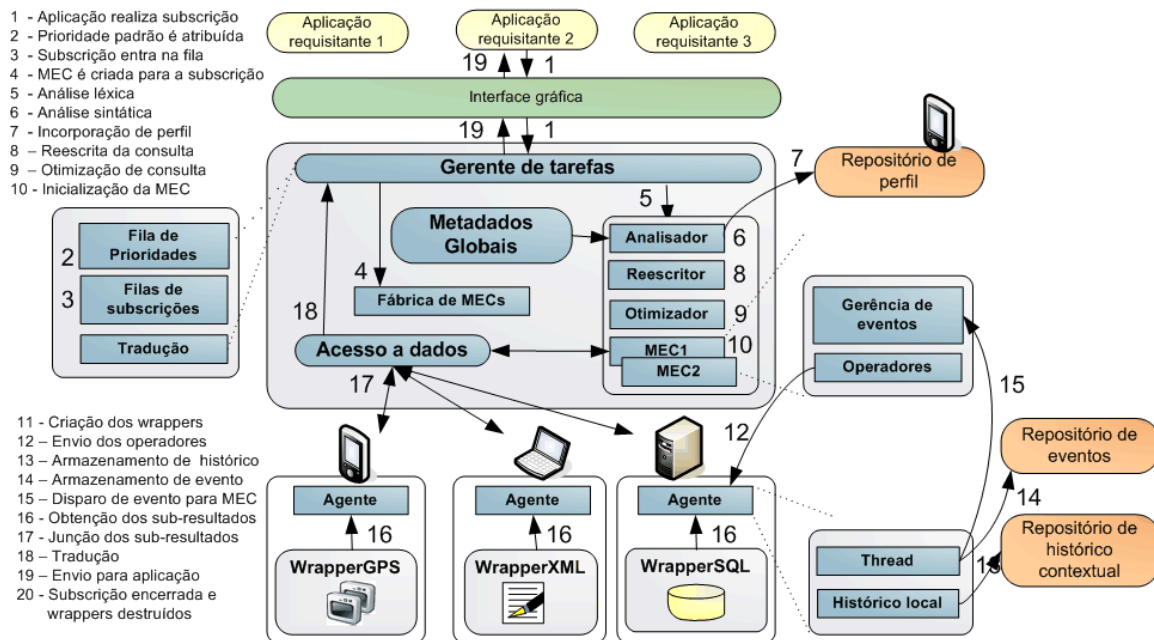 1 - Aplicação realiza subscrição
2 - Prioridade padrão é atribuída
3 - Subscrição entra na fila
4 - MEC é criada para a subscrição
5 - Análise léxica
6 - Análise sintática
7 - Incorporação de perfil
8 – Reescrita da consulta
9 – Otimização de consulta
10 - Inicialização da MEC
Aplicação
requisitante 1
Aplicação
requisitante 2
Aplicação
requisitante 3
19
1
Interface gráfica
19
1
Gerente de tarefas
7
Repositório de
perfil
5
Metadados
Globais
Analisador
6
Reescritor
8
Otimizador
9
MEC1
10
MEC2
4
Fábrica de MECs
18
Acesso a dados
17
2
Fila de
Prioridades
3
Filas de
subscrições
Tradução
Gerência de
eventos
Operadores
15
12
11 - Criação dos wrappers
12 – Envio dos operadores
13 – Armazenamento de histórico
14 – Armazenamento de evento
15 – Disparo de evento para MEC
16 - Obtenção dos sub-resultados
17 – Junção dos sub-resultados
18 – Tradução
19 – Envio para aplicação
20 – Subscrição encerrada e
wrappers destruídos
Agente
16
WrapperGPS
Agente
16
WrapperXML
Agente
16
WrapperSQL
Repositório de
eventos
14
Thread
Histórico local
13
Repositório de
histórico
contextual